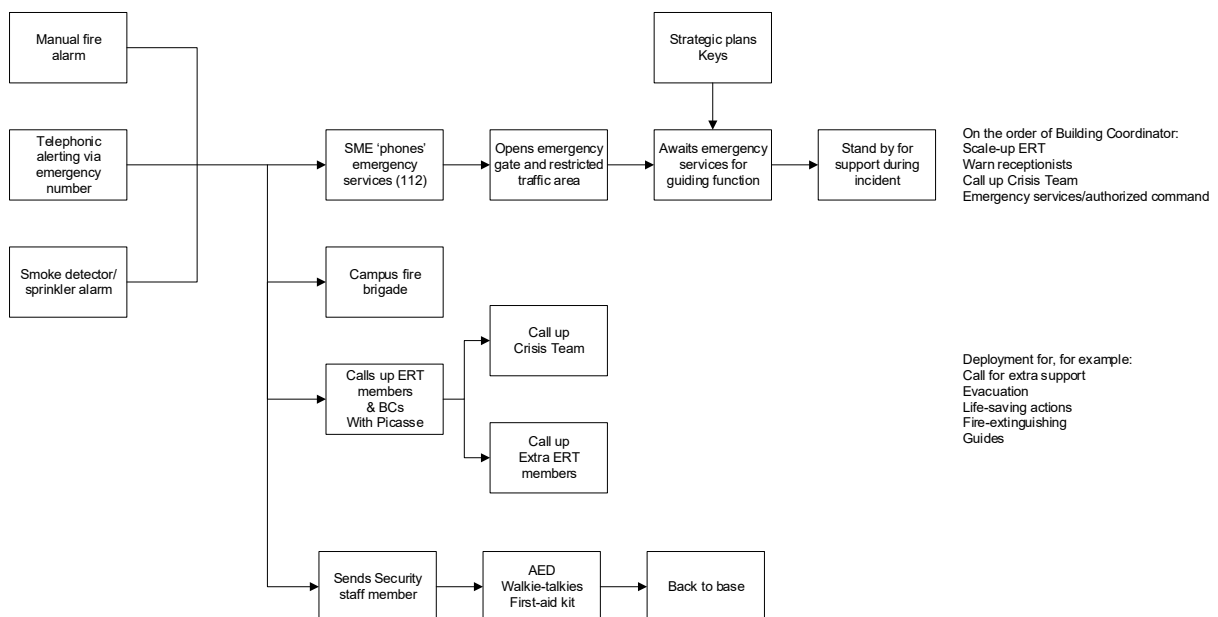 Manual fire
alarm
Strategic plans
Keys
Telephonic
alerting via
emergency
number
SME ‘phones’
emergency
services (112)
Opens emergency
gate and restricted
traffic area
Awaits emergency
services for
guiding function
Stand by for
support during
incident
On the order of Building Coordinator:
Scale-up ERT
Warn receptionists
Call up Crisis Team
Emergency services/authorized command
Smoke detector/
sprinkler alarm
Campus fire
brigade
Call up
Crisis Team
Calls up ERT
members
& BCs
With Picasse
Call up
Extra ERT
members
Deployment for, for example:
Call for extra support
Evacuation
Life-saving actions
Fire-extinguishing
Guides
Sends Security
staff member
AED
Walkie-talkies
First-aid kit
Back to base